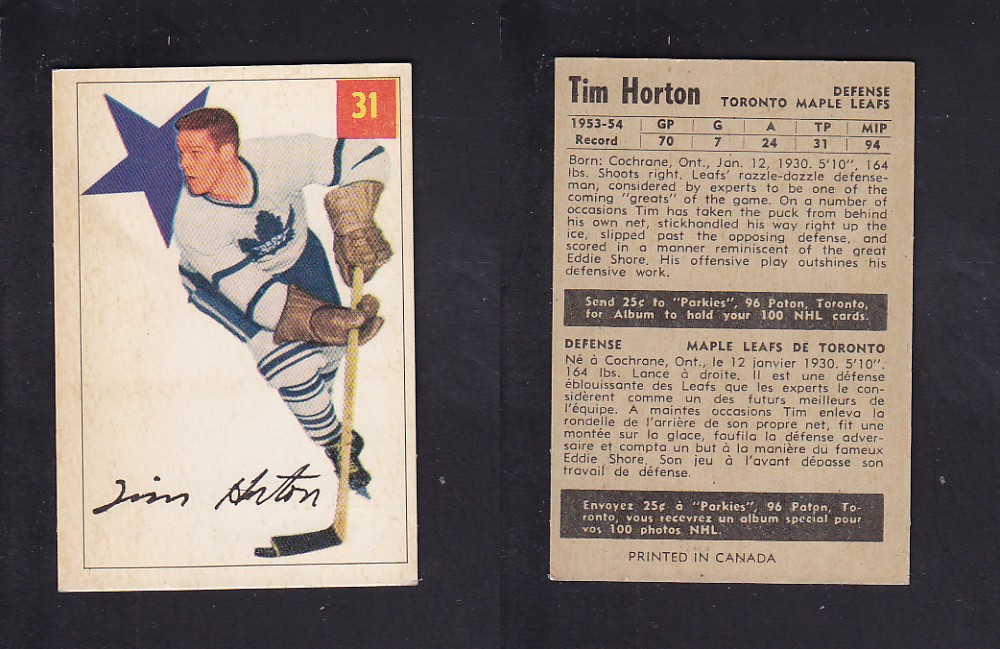 31
Tim Horton
Tim Horton
DEFENSE
TORONTO MAPLE LEAFS
1953-54 GP G A TP MIP
Record 70 7 24 31 94
Born: Cochrane, Ont., Jan. 12, 1930. 5'10", 164
lbs. Shoots right. Leafs' razzle-dazzle defense-
man, considered by experts to be one of the
coming "greats" of the game. On a number of
occasions Tim has taken the puck from behind
his own net, stickhandled his way right up the
ice, slipped past the opposing defense, and
scored in a manner reminiscent of the great
Eddie Shore. His offensive play outshines his
defensive work.
Send 25¢ to "Parkies", 96 Paton, Toronto,
for Album to hold your 100 NHL cards.
DEFENSE MAPLE LEAFS DE TORONTO
Né à Cochrane, Ont., le 12 janvier 1930. 5'10".
164 lbs. Lance à droite. Il est une défense
éblouissante des Leafs que les experts le con-
sidèrent comme un des futurs meilleurs de
l'équipe. A maintes occasions Tim enleva la
rondelle de l'arrière de son propre net, fit une
montée sur la glace, faufila la défense adver-
saire et compta un but à la manière du fameux
Eddie Shore. Son jeu à l'avant dépasse son
travail de défense.
Envoyez 25¢ à "Parkies", 96 Paton, To-
ronto, vous recevrez un album special pour
vos 100 photos NHL.
PRINTED IN CANADA